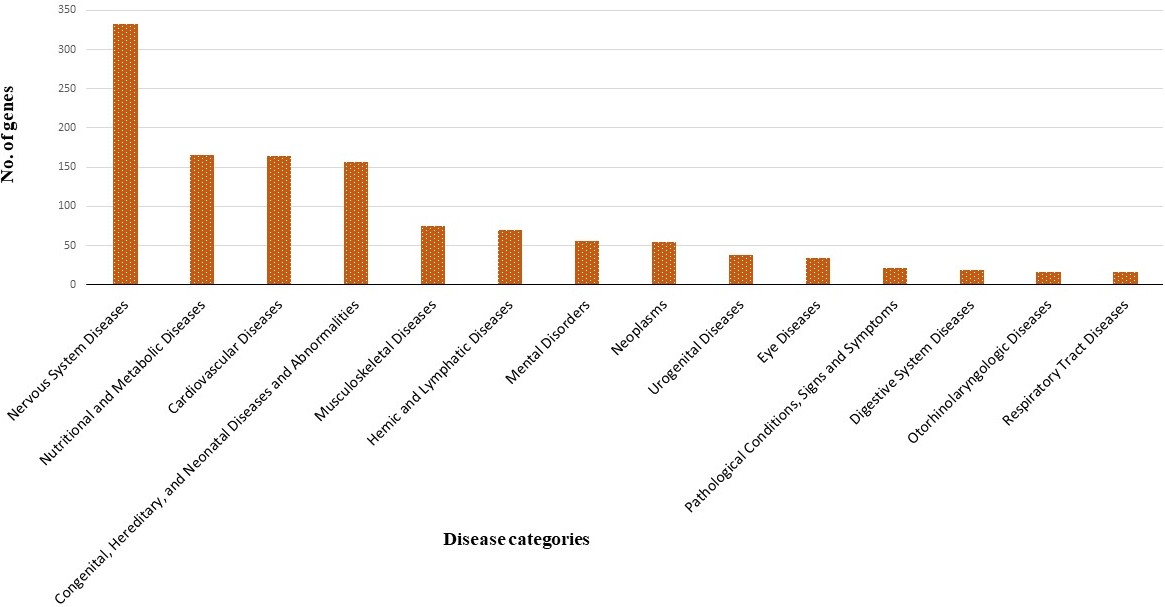 350
300
250
200
150
100
50
0
No. of genes
Nervous System Diseases
Nutritional and Metabolic Diseases
Cardiovascular Diseases
Congenital, Hereditary, and Neonatal Diseases and Abnormalities
Musculoskeletal Diseases
Hemic and Lymphatic Diseases
Mental Disorders
Neoplasms
Urogenital Diseases
Eye Diseases
Pathological Conditions, Signs and Symptoms
Digestive System Diseases
Otorhinolaryngologic Diseases
Respiratory Tract Diseases
Disease categories